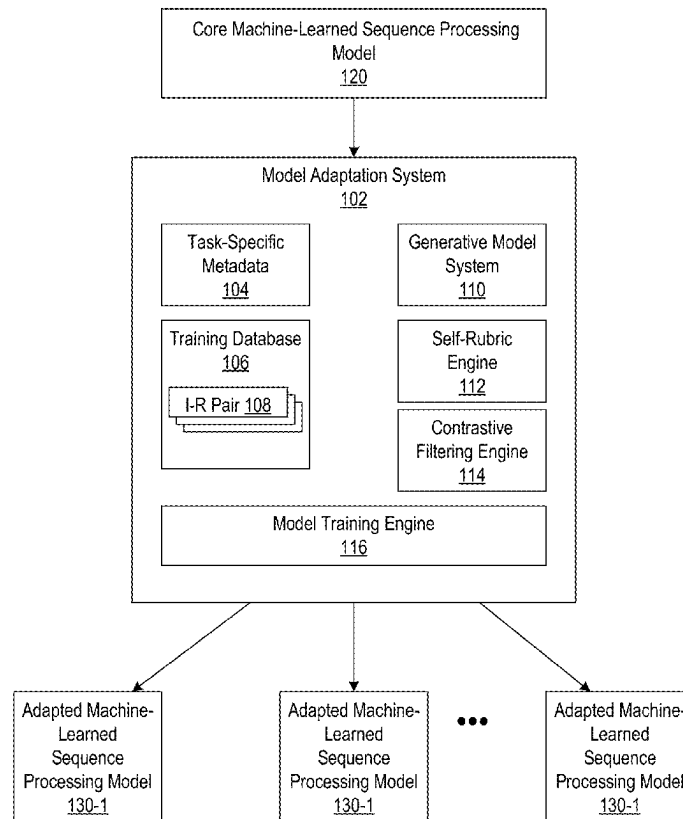 Core Machine-Learned Sequence Processing
Model
120
Model Adaptation System
102
Task-Specific
Metadata
104
Generative Model
System
110
Training Database
106
I-R Pair 108
Self-Rubric
Engine
112
Contrastive
Filtering Engine
114
Model Training Engine
116
Adapted Machine-
Learned
Sequence
Processing Model
130-1
Adapted Machine-
Learned
Sequence
Processing Model
130-1
Adapted Machine-
Learned
Sequence
Processing Model
130-1